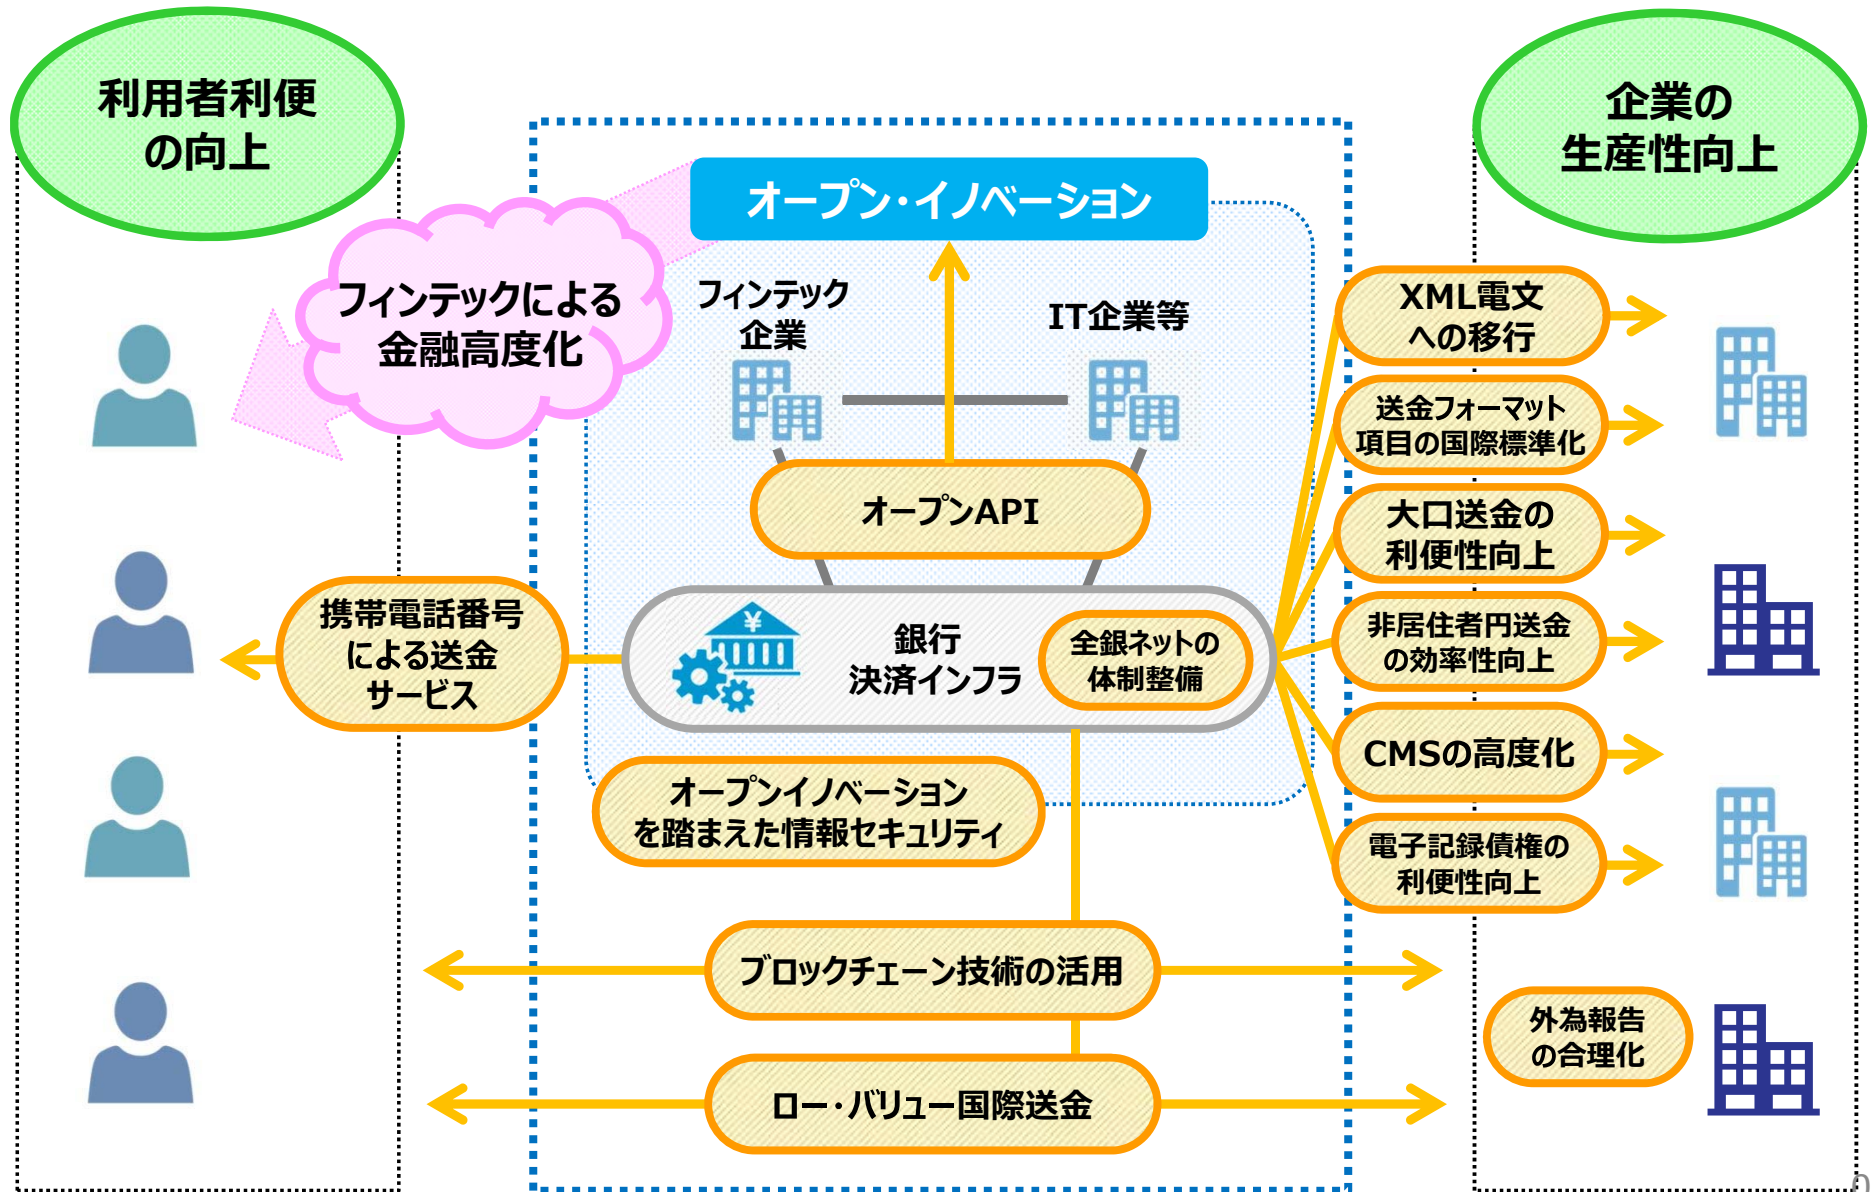 利用者利便
の向上
企業の
生産性向上
オープン・イノベーション
フィンテックによる
金融高度化
フィンテック
企業
IT企業等
オープンAPI
¥
銀行
決済インフラ
全銀ネットの
体制整備
携帯電話番号
による送金
サービス
オープンイノベーション
を踏まえた情報セキュリティ
ブロックチェーン技術の活用
ロー・バリュー国際送金
XML電文
への移行
送金フォーマット
項目の国際標準化
大口送金の
利便性向上
非居住者円送金
の効率性向上
CMSの高度化
電子記録債権の
利便性向上
外為報告
の合理化